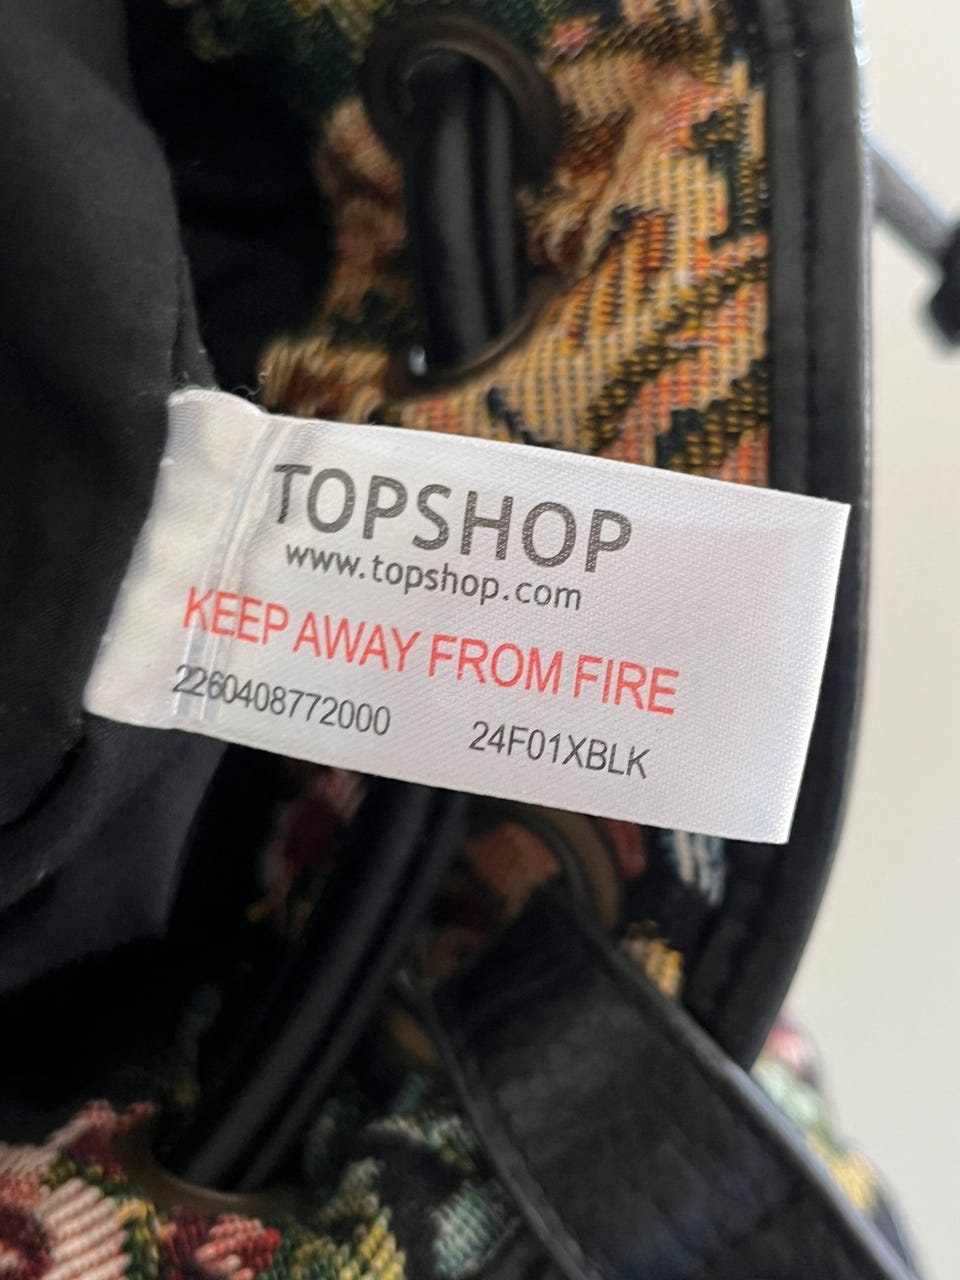 TOPSHOP
www.topshop.com
KEEP AWAY FROM FIRE
2260408772000 24F01XBLK